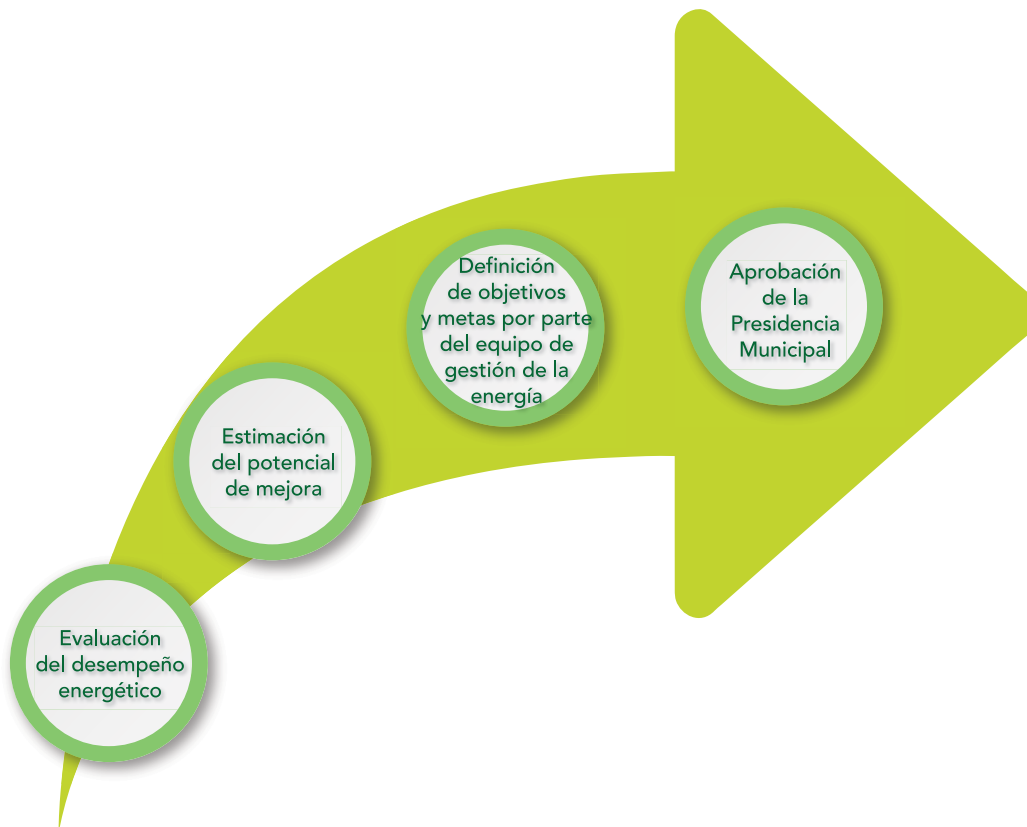 Evaluación
del desempeño
energético
Estimación
del potencial
de mejora
Definición
de objetivos
y metas por parte
del equipo de
gestión de la
energía
Aprobación
de la
Presidencia
Municipal